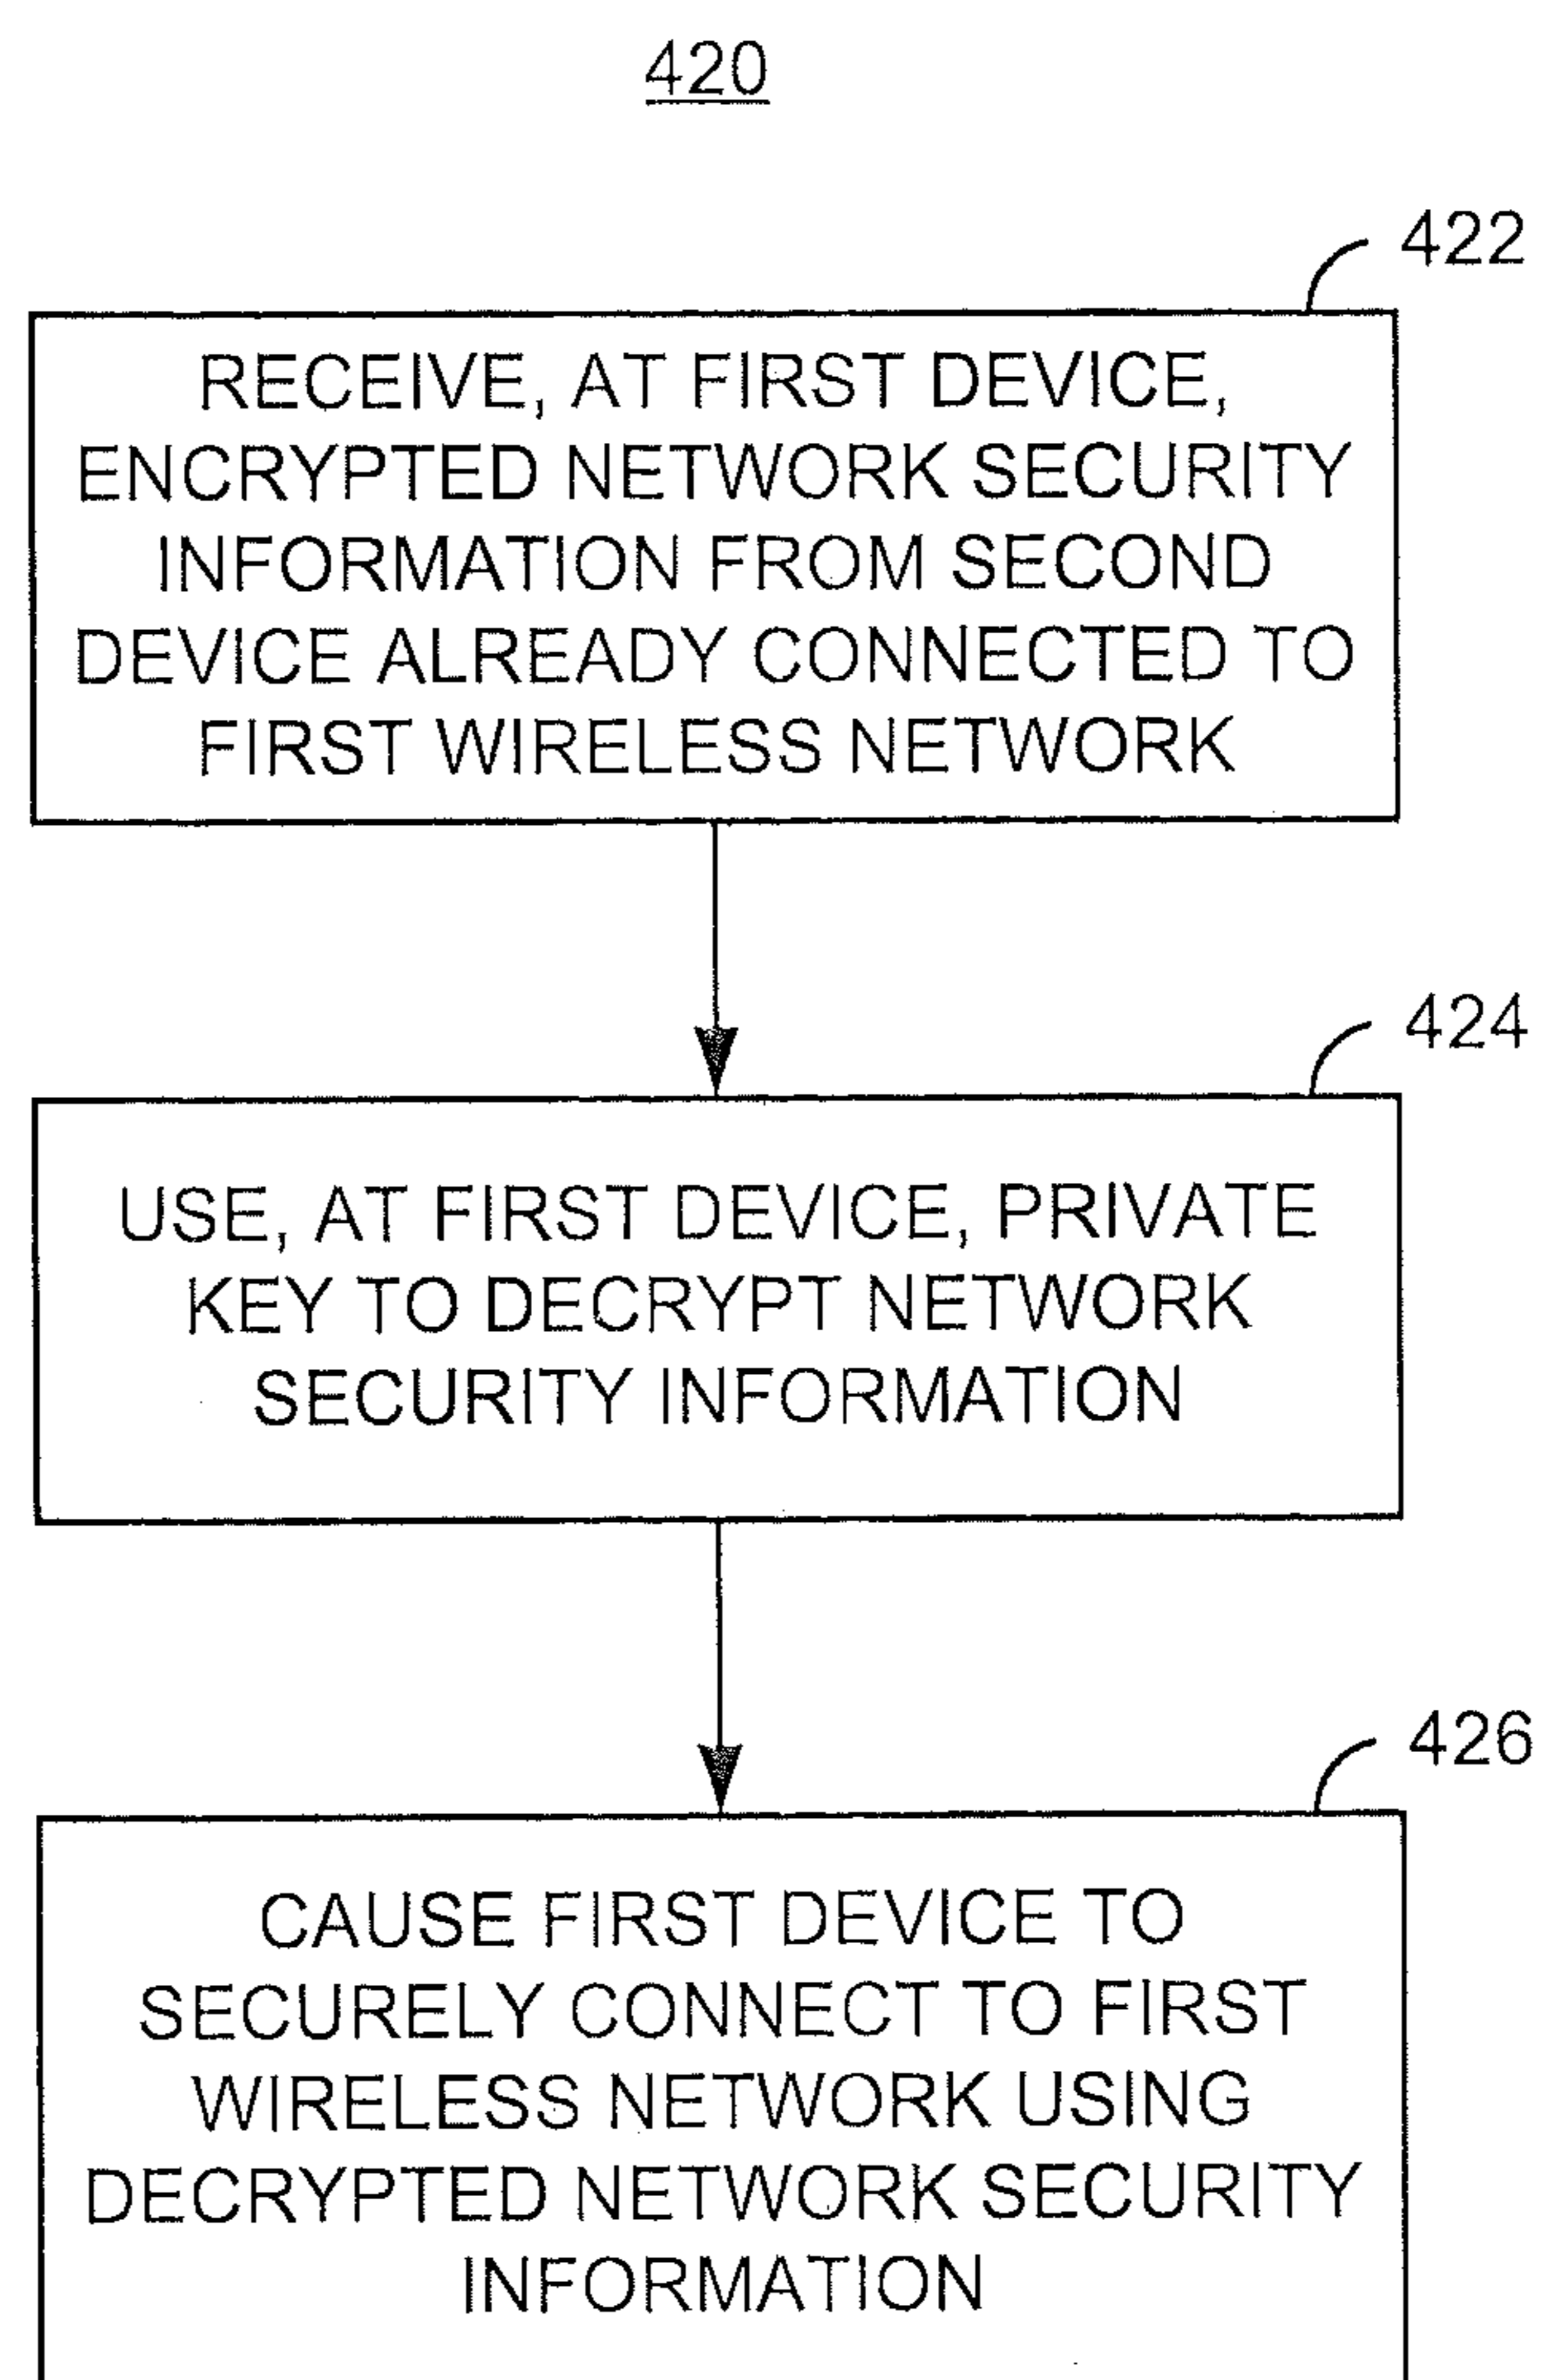 420
422
RECEIVE, AT FIRST DEVICE,
ENCRYPTED NETWORK SECURITY
INFORMATION FROM SECOND
DEVICE ALREADY CONNECTED TO
FIRST WIRELESS NETWORK
424
USE, AT FIRST DEVICE, PRIVATE
KEY TO DECRYPT NETWORK
SECURITY INFORMATION
426
CAUSE FIRST DEVICE TO
SECURELY CONNECT TO FIRST
WIRELESS NETWORK USING
DECRYPTED NETWORK SECURITY
INFORMATION